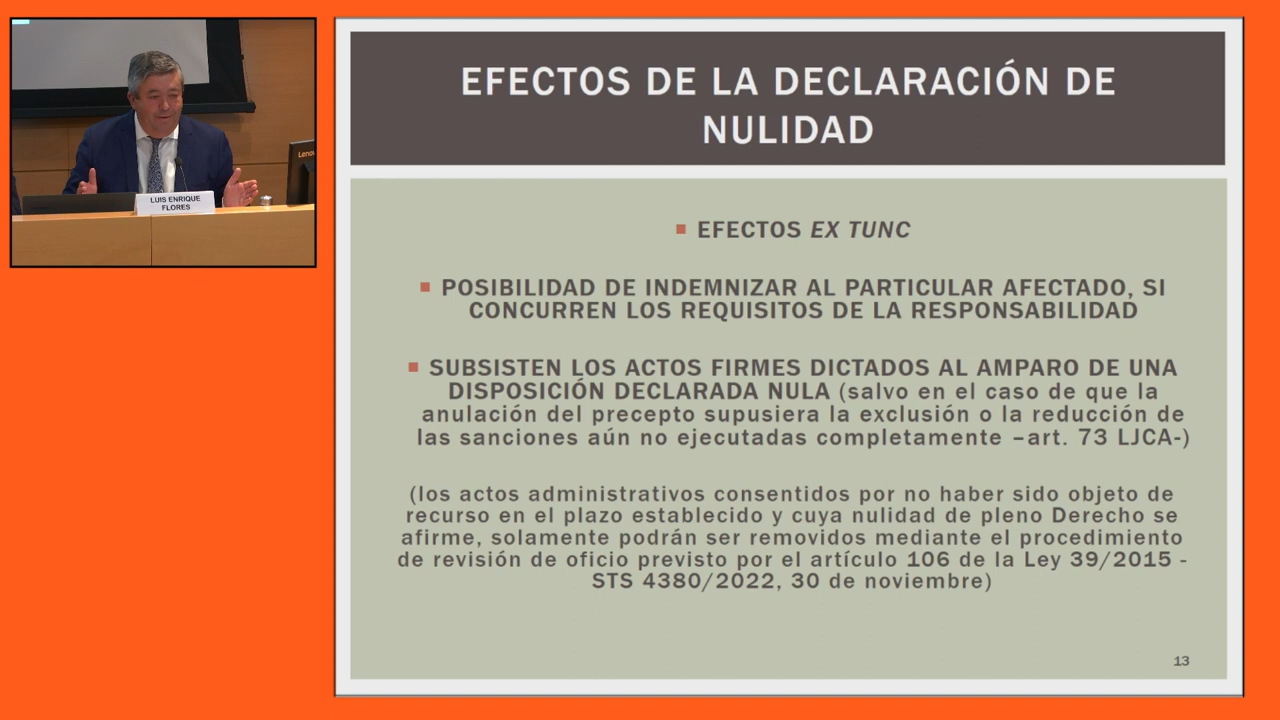 LUIS ENRIQUE
FLORES
EFECTOS DE LA DECLARACIÓN DE
NULIDAD
EFECTOS EX TUNC
POSIBILIDAD DE INDEMNIZAR AL PARTICULAR AFECTADO, SI
CONCURREN LOS REQUISITOS DE LA RESPONSABILIDAD
SUBSISTEN LOS ACTOS FIRMES DICTADOS AL AMPARO DE UNA
DISPOSICIÓN DECLARADA NULA (salvo en el caso de que la
anulación del precepto supusiera la exclusión o la reducción de
las sanciones aún no ejecutadas completamente –art. 73 LJCA-)
(los actos administrativos consentidos por no haber sido objeto de
recurso en el plazo establecido y cuya nulidad de pleno Derecho se
afirme, solamente podrán ser removidos mediante el procedimiento
de revisión de oficio previsto por el artículo 106 de la Ley 39/2015 -
STS 4380/2022, 30 de noviembre)
13